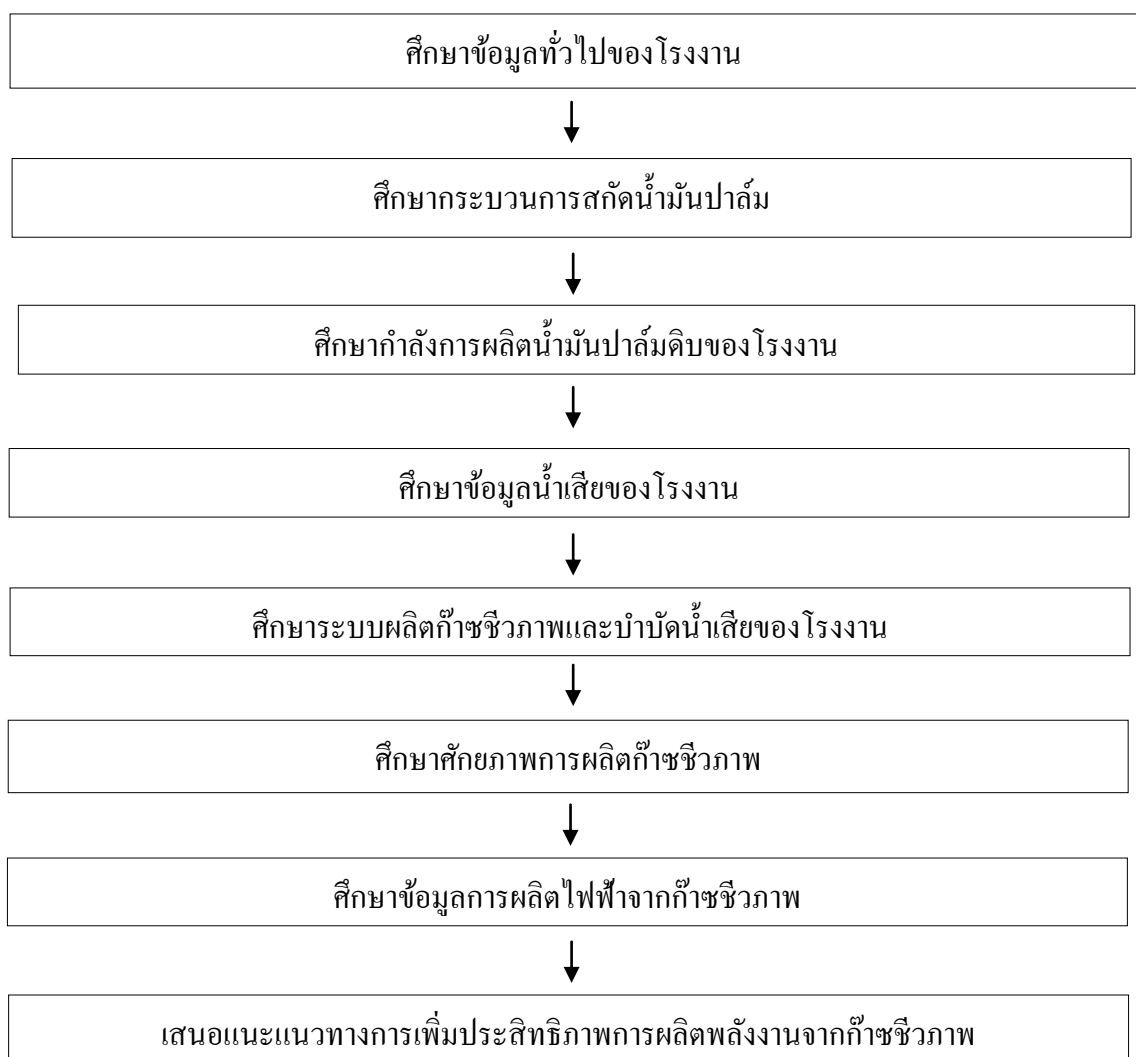 ศึกษาข้อมูลทั่วไปของโรงงาน
ศึกษากระบวนการสกัดน้ำมันปาล์ม
ศึกษากำลังการผลิตน้ำมันปาล์มดิบของโรงงาน
ศึกษาข้อมูลน้ำเสียของโรงงาน
ศึกษาระบบผลิตก๊าซชีวภาพและบำบัดน้ำเสียของโรงงาน
ศึกษาศักยภาพการผลิตก๊าซชีวภาพ
ศึกษาข้อมูลการผลิตไฟฟ้าจากก๊าซชีวภาพ
เสนอแนะแนวทางการเพิ่มประสิทธิภาพการผลิตพลังงานจากก๊าซชีวภาพ